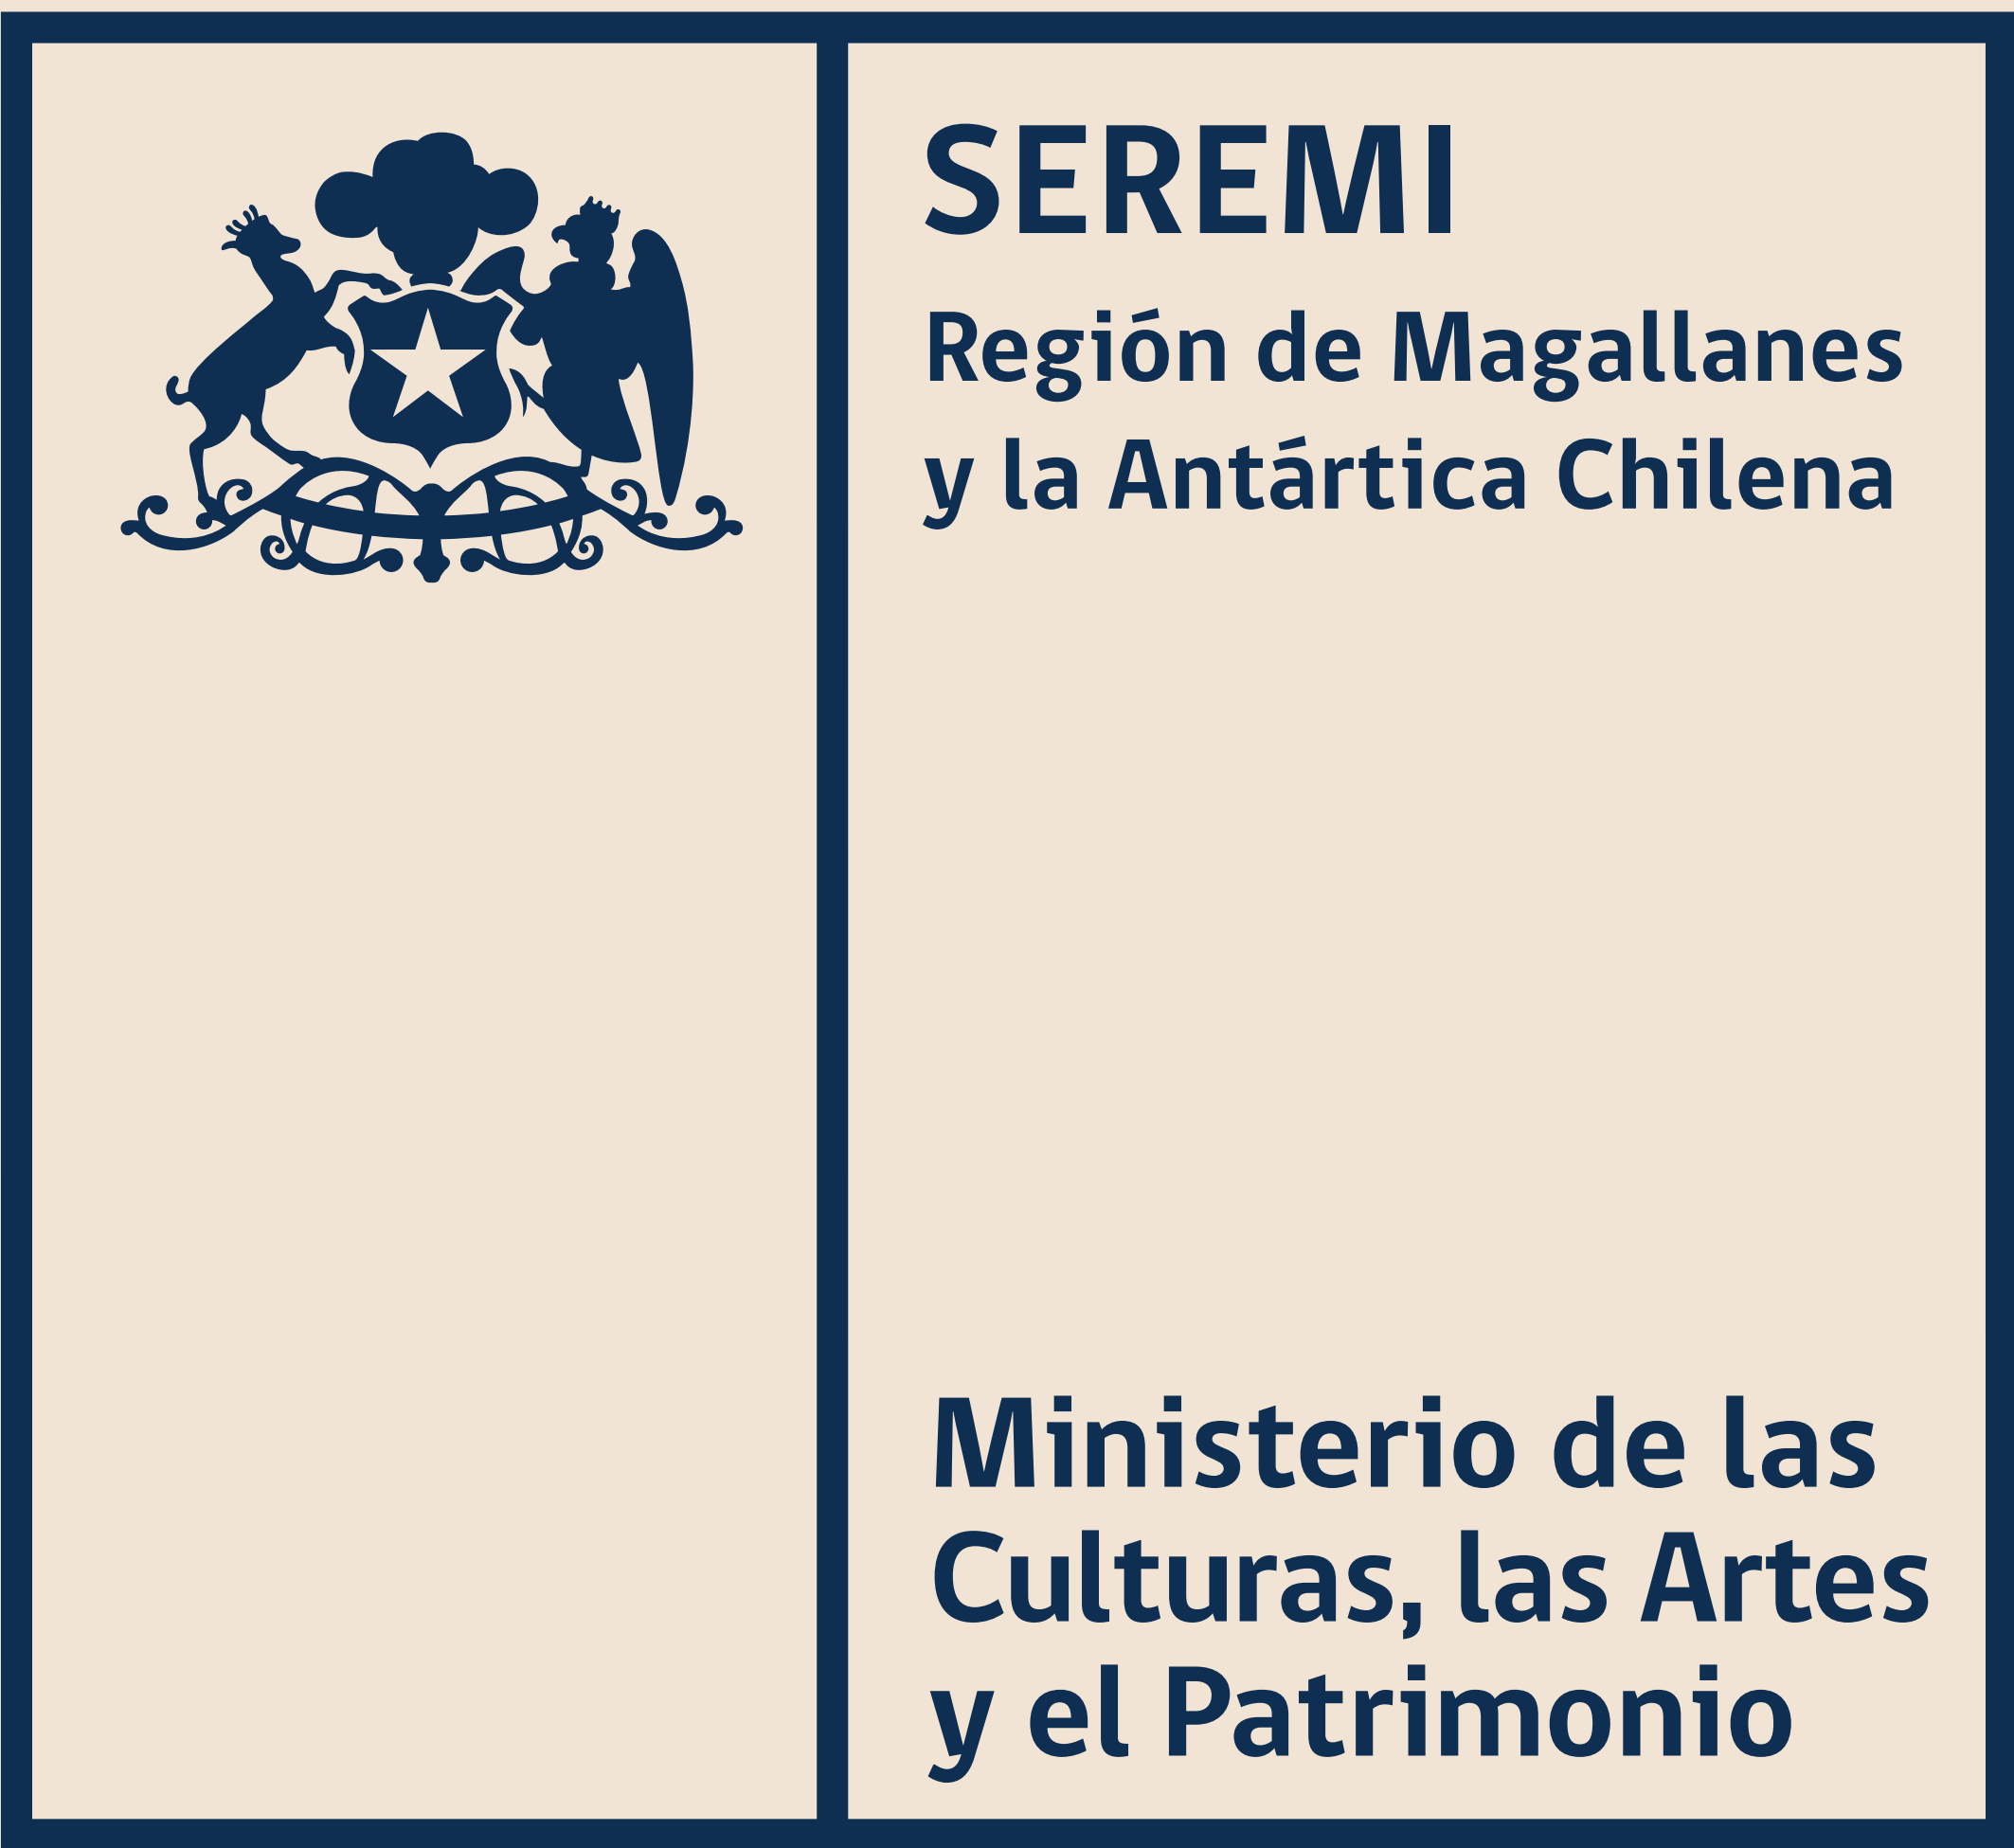 SEREMI
Región de Magallanes
y la Antártica Chilena
Ministerio de las
Culturas, las Artes
y el Patrimonio